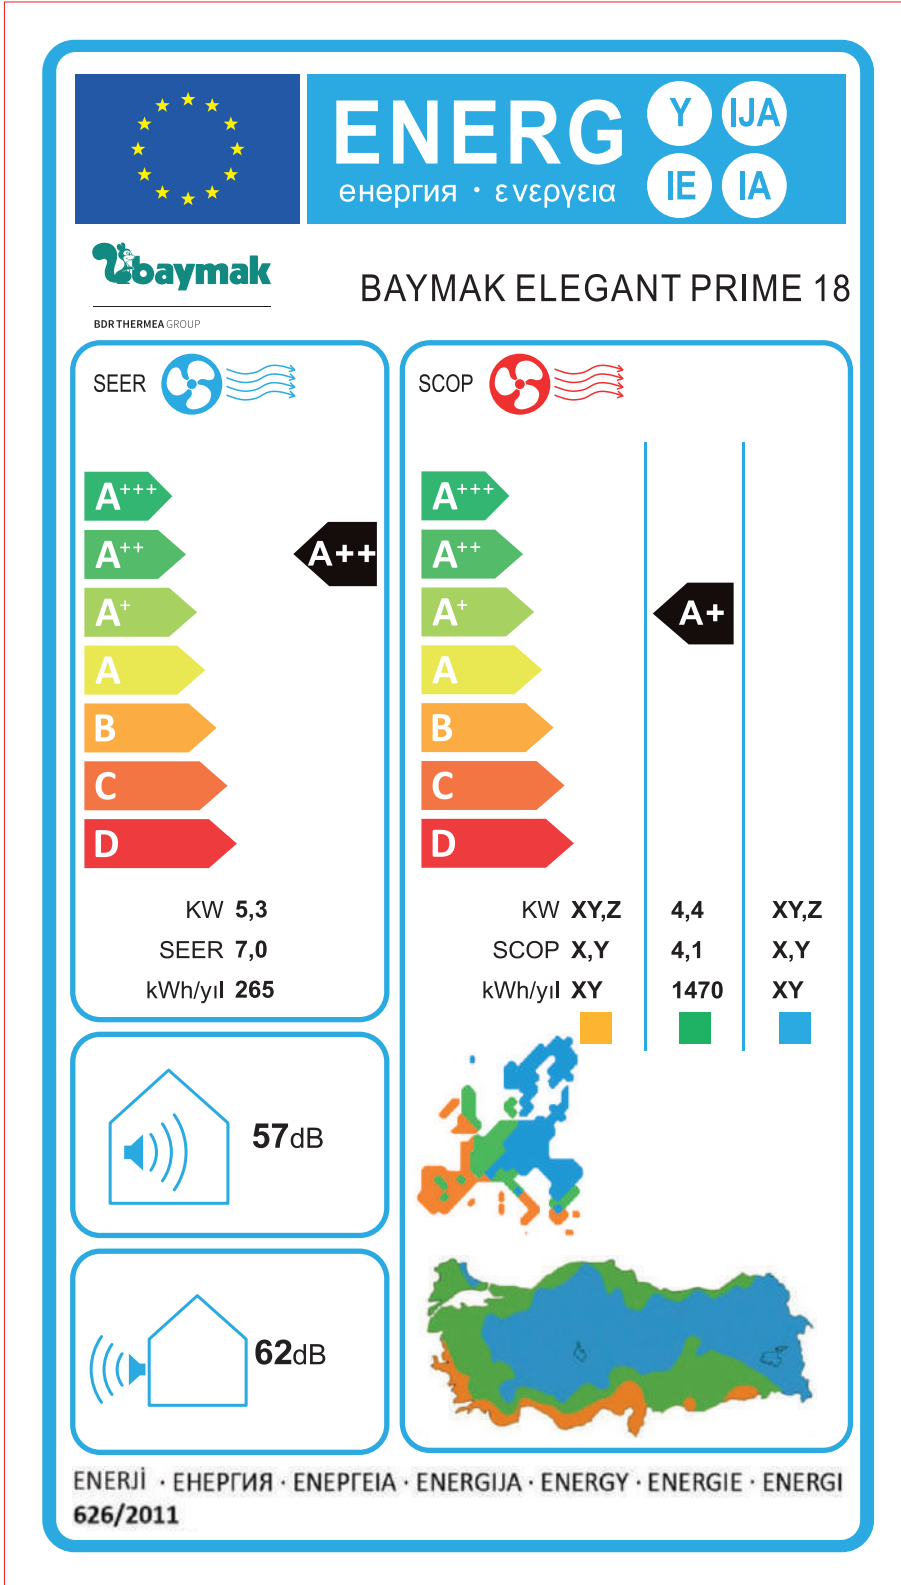 ENERG Y IJA IE IA
енергия · ενεργεια
baymak
BDR THERMEA GROUP
BAYMAK ELEGANT PRIME 18
SEER
A+++
A++
A+
A
B
C
D
A++
KW 5,3
SEER 7,0
kWh/yıl 265
SCOP
A+++
A++
A+
A
B
C
D
A+
KW XY,Z 4,4 XY,Z
SCOP X,Y 4,1 X,Y
kWh/yıl XY 1470 XY
57dB
62dB
ENERJİ · ЕНЕРГИЯ · ΕΝΕΡΓΕΙΑ · ENERGIJA · ENERGY · ENERGIE · ENERGI
626/2011